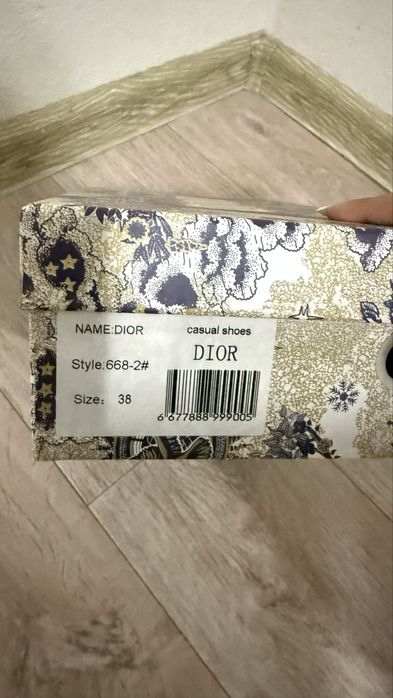 NAME:DIOR
casual shoes
DIOR
Style:668-2#
Size: 38
6 677888 999005